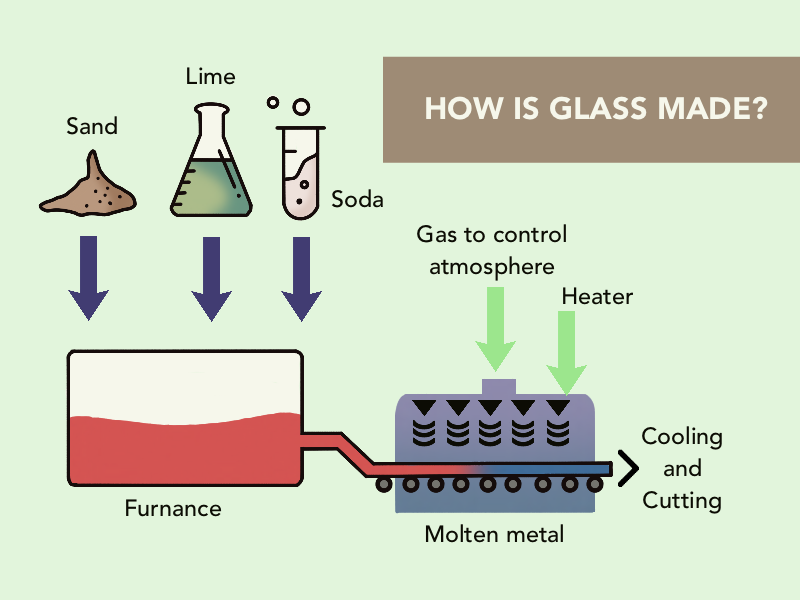 HOW IS GLASS MADE?
Sand
Lime
Soda
Gas to control
atmosphere
Heater
Furnance
Molten metal
Cooling
and
Cutting